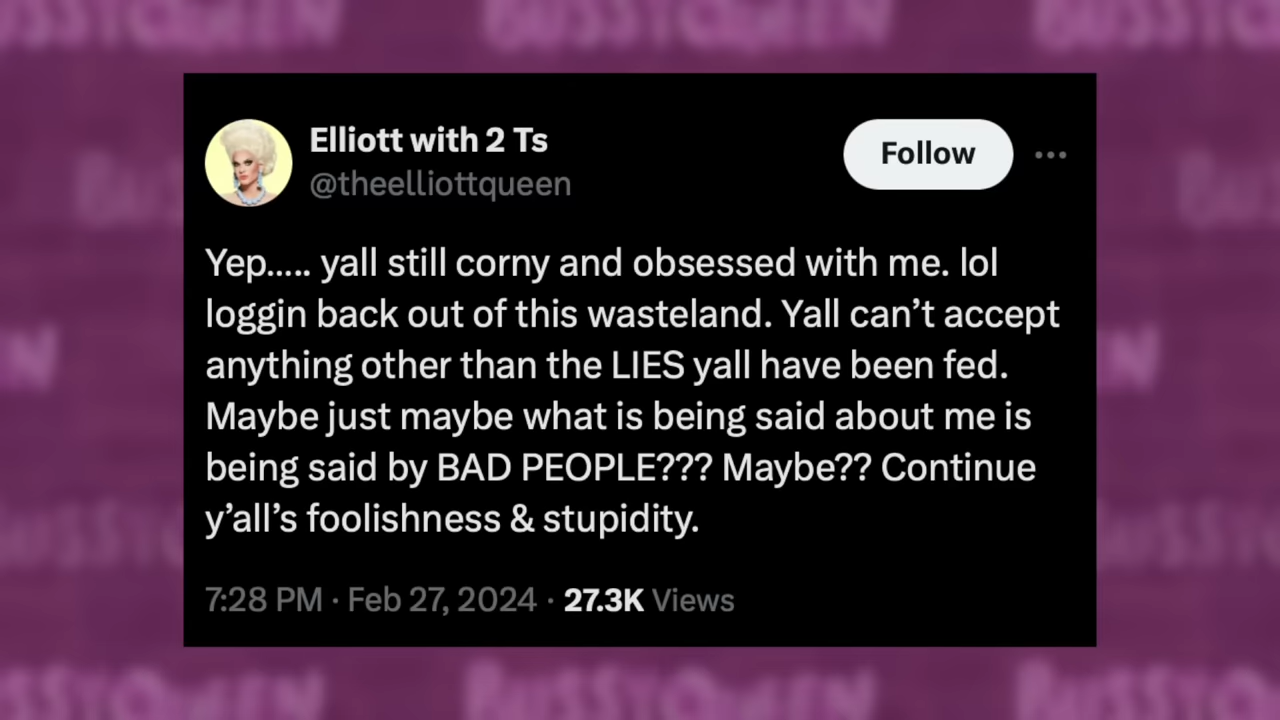 BUSSYQUEEN
Elliott with 2 Ts
@theelliottqueen
Follow
Yep..... yall still corny and obsessed with me. lol
loggin back out of this wasteland. Yall can’t accept
anything other than the LIES yall have been fed.
Maybe just maybe what is being said about me is
being said by BAD PEOPLE??? Maybe?? Continue
y’all’s foolishness & stupidity.
7:28 PM · Feb 27, 2024 · 27.3K Views
BUSSYQUEEN